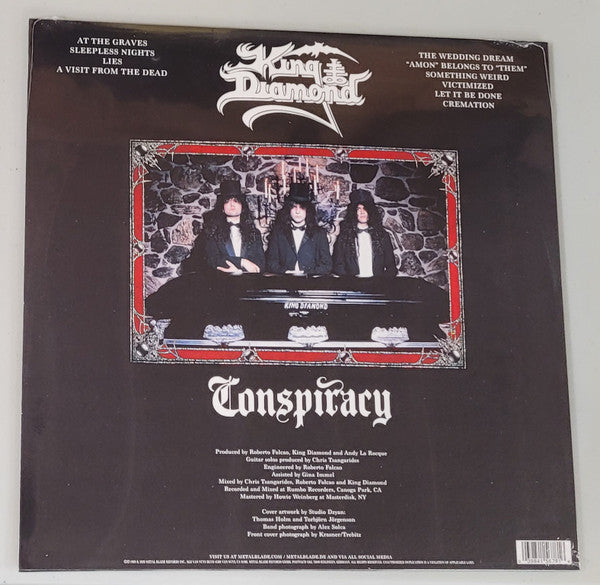 AT THE GRAVES
SLEEPLESS NIGHTS
LIES
A VISIT FROM THE DEAD
King
Diamond
THE WEDDING DREAM
"AMON" BELONGS TO "THEM"
SOMETHING WEIRD
VICTIMIZED
LET IT BE DONE
CREMATION
KING DIAMOND
Conspiracy
Produced by Roberto Falcao, King Diamond and Andy La Rocque
Guitar solos produced by Chris Tsangarides
Engineered by Roberto Falcao
Assisted by Gina Immel
Mixed by Chris Tsangarides, Roberto Falcao and King Diamond
Recorded and Mixed at Rumbo Recorders, Canoga Park, CA
Mastered by Howie Weinberg at Masterdisk, NY
Cover artwork by Studio Dzyan:
Thomas Holm and Torbjörn Jörgenson
Band photograph by Alex Solca
Front cover photograph by Krasner/Trebitz
VISIT US AT METALBLADE.COM / METALBLADE.DE AND VIA ALL SOCIAL MEDIA